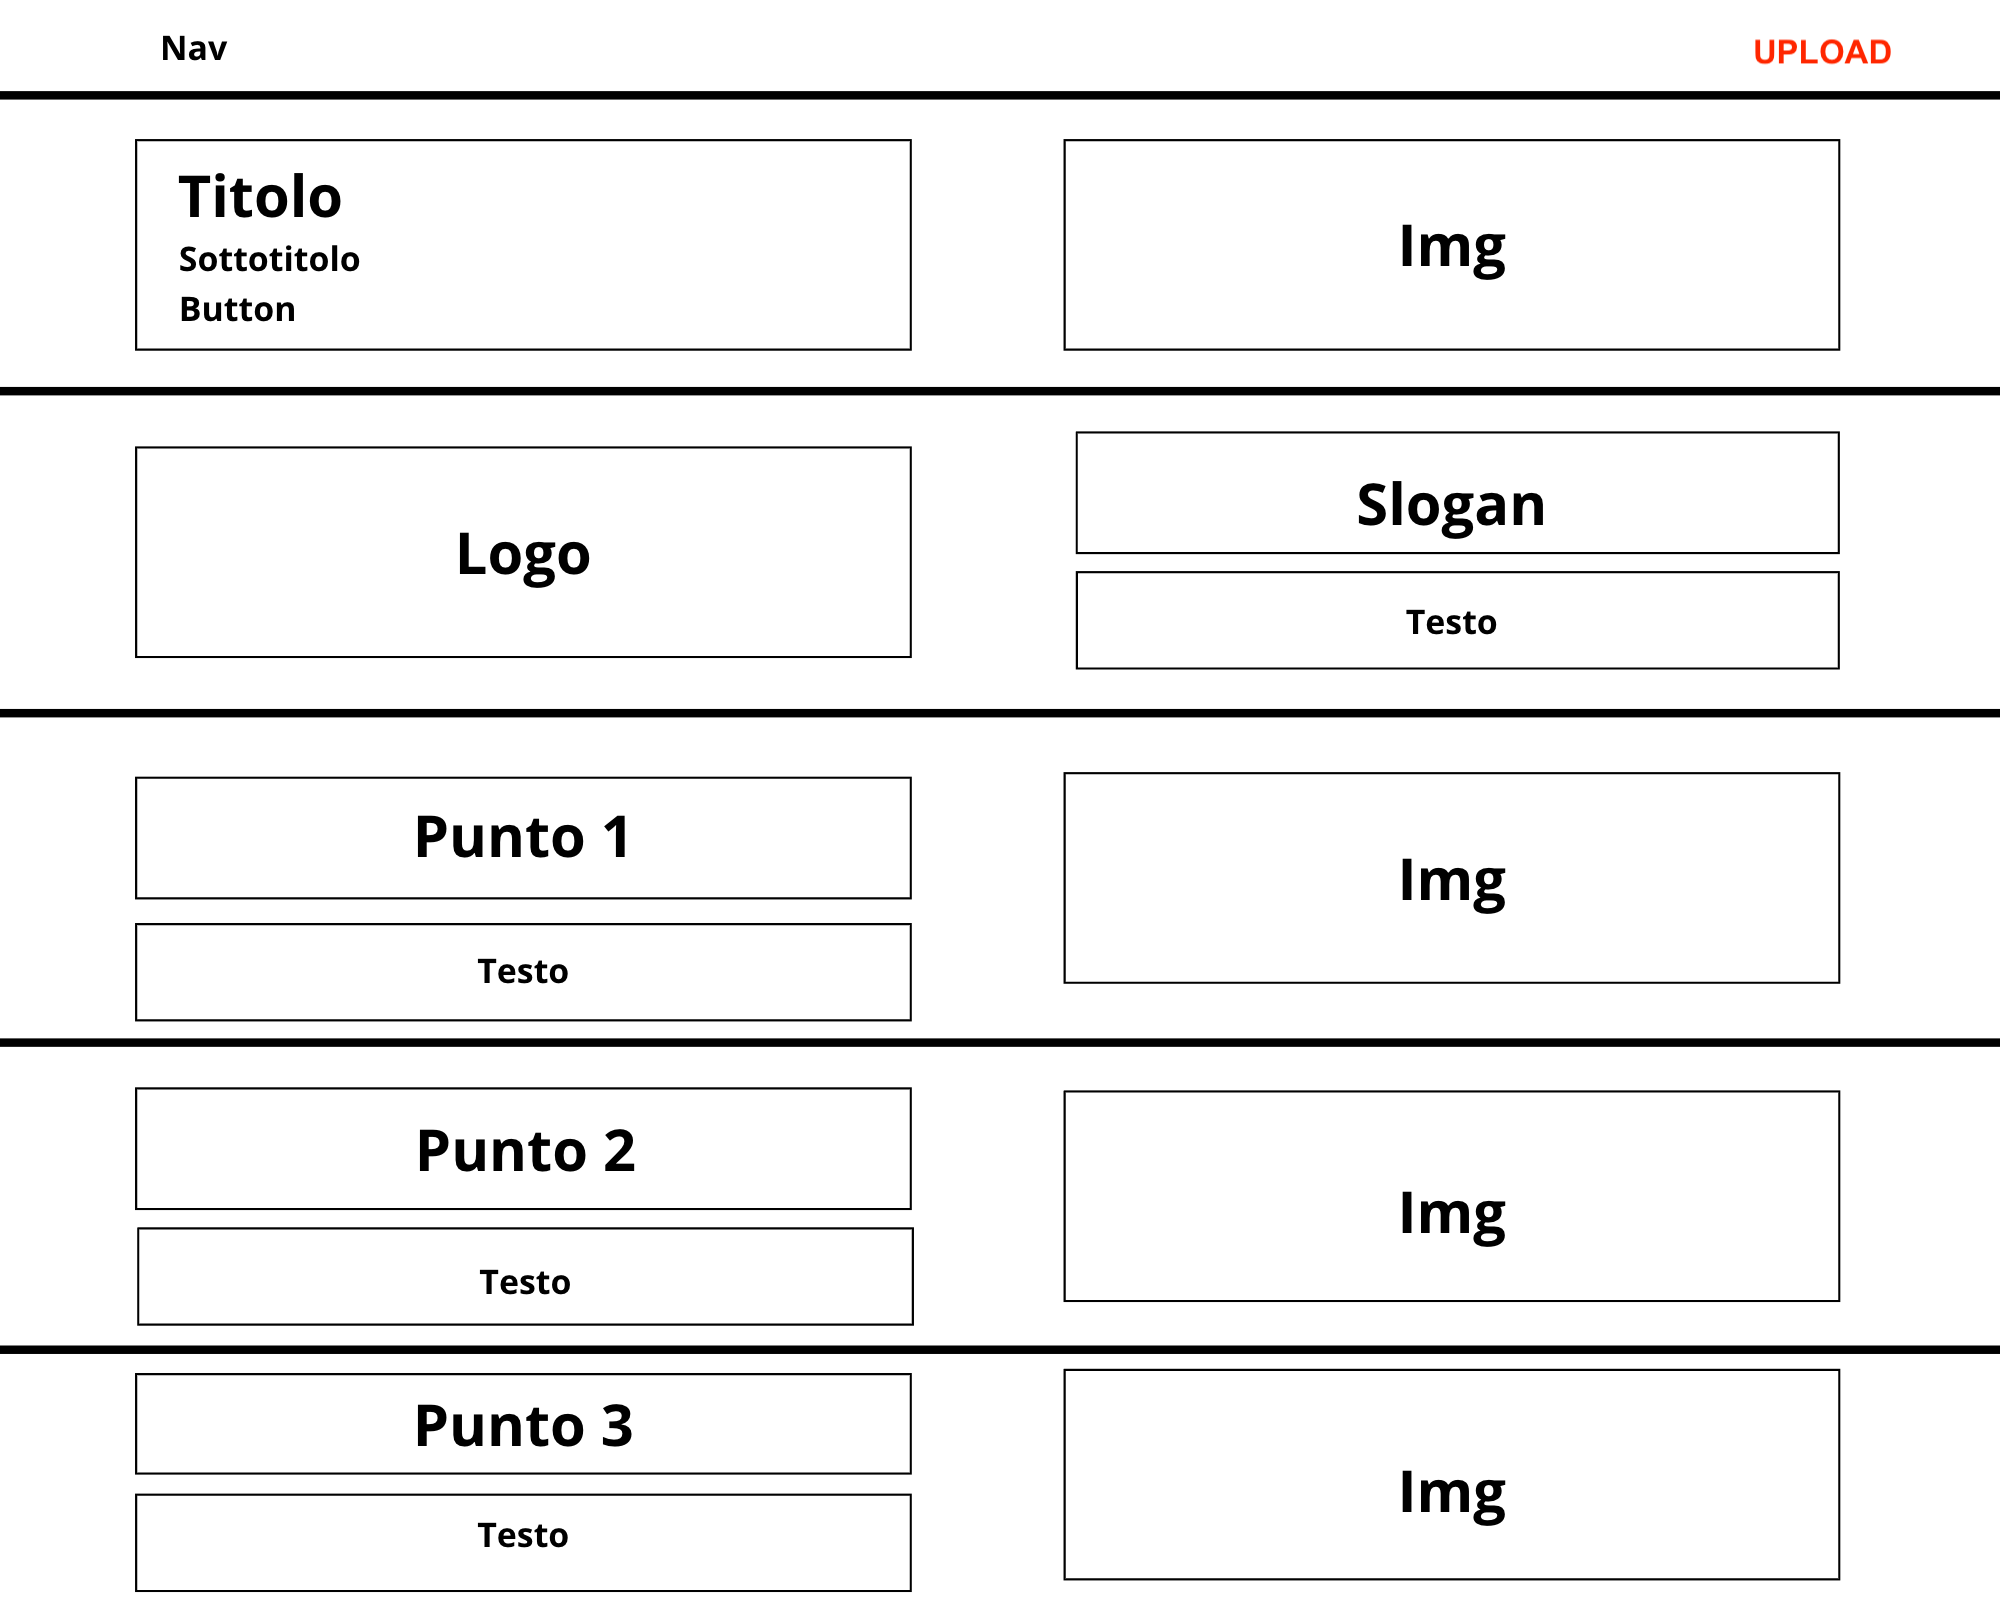 Nav
UPLOAD
Titolo
Sottotitolo
Button
Img
Logo
Slogan
Testo
Punto 1
Testo
Img
Punto 2
Testo
Img
Punto 3
Testo
Img